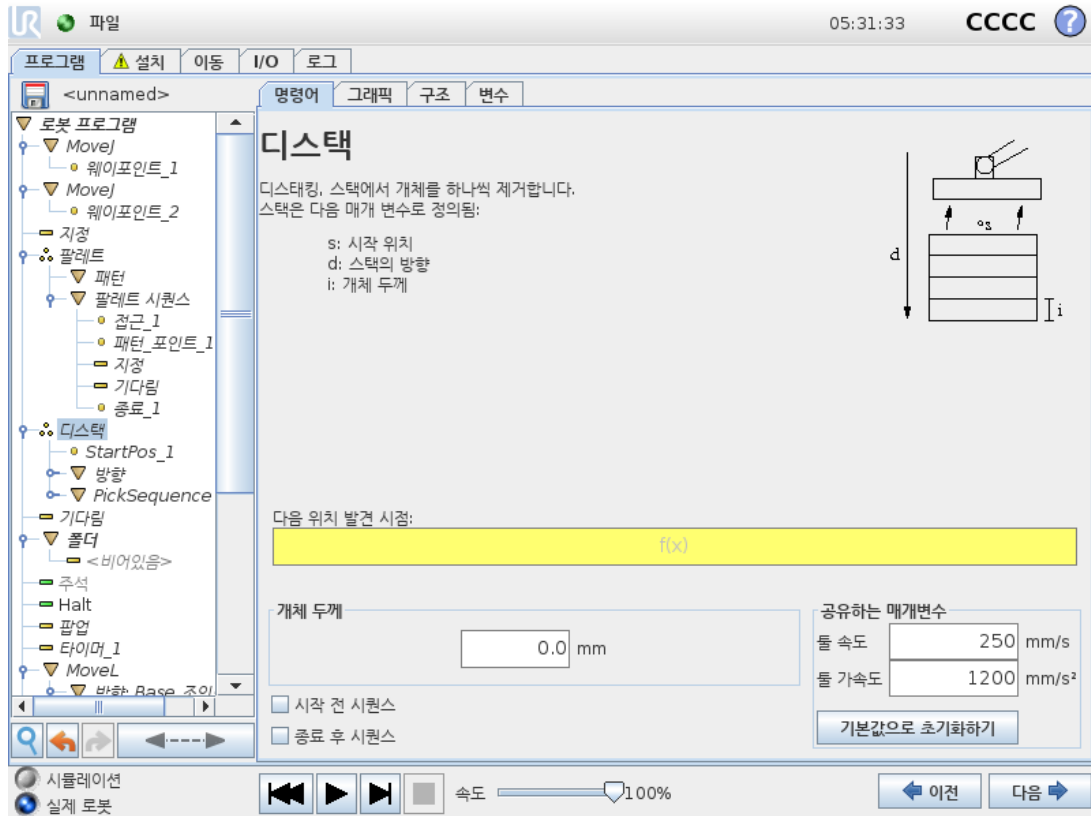 UR 파일 05:31:33 CCCC ?
프로그램 설치 이동 I/O 로그
<unnamed>
명령어 그래픽 구조 변수
로봇 프로그램
MoveJ
웨이포인트_1
MoveJ
웨이포인트_2
지정
팔레트
패턴
팔레트 시퀀스
접근_1
패턴_포인트_1
지정
기다림
종료_1
디스택
StartPos_1
방향
PickSequence
기다림
폴더
<비어있음>
주석
Halt
팝업
타이머_1
MoveL
방향: Base 조인
디스택
디스태킹, 스택에서 개체를 하나씩 제거합니다.
스택은 다음 매개 변수로 정의됨:
s: 시작 위치
d: 스택의 방향
i: 개체 두께
s
d
i
다음 위치 발견 시점:
f(x)
개체 두께
0.0 mm
시작 전 시퀀스
종료 후 시퀀스
공유하는 매개변수
툴 속도 250 mm/s
툴 가속도 1200 mm/s²
기본값으로 초기화하기
시뮬레이션
실제 로봇
속도 100%
이전 다음